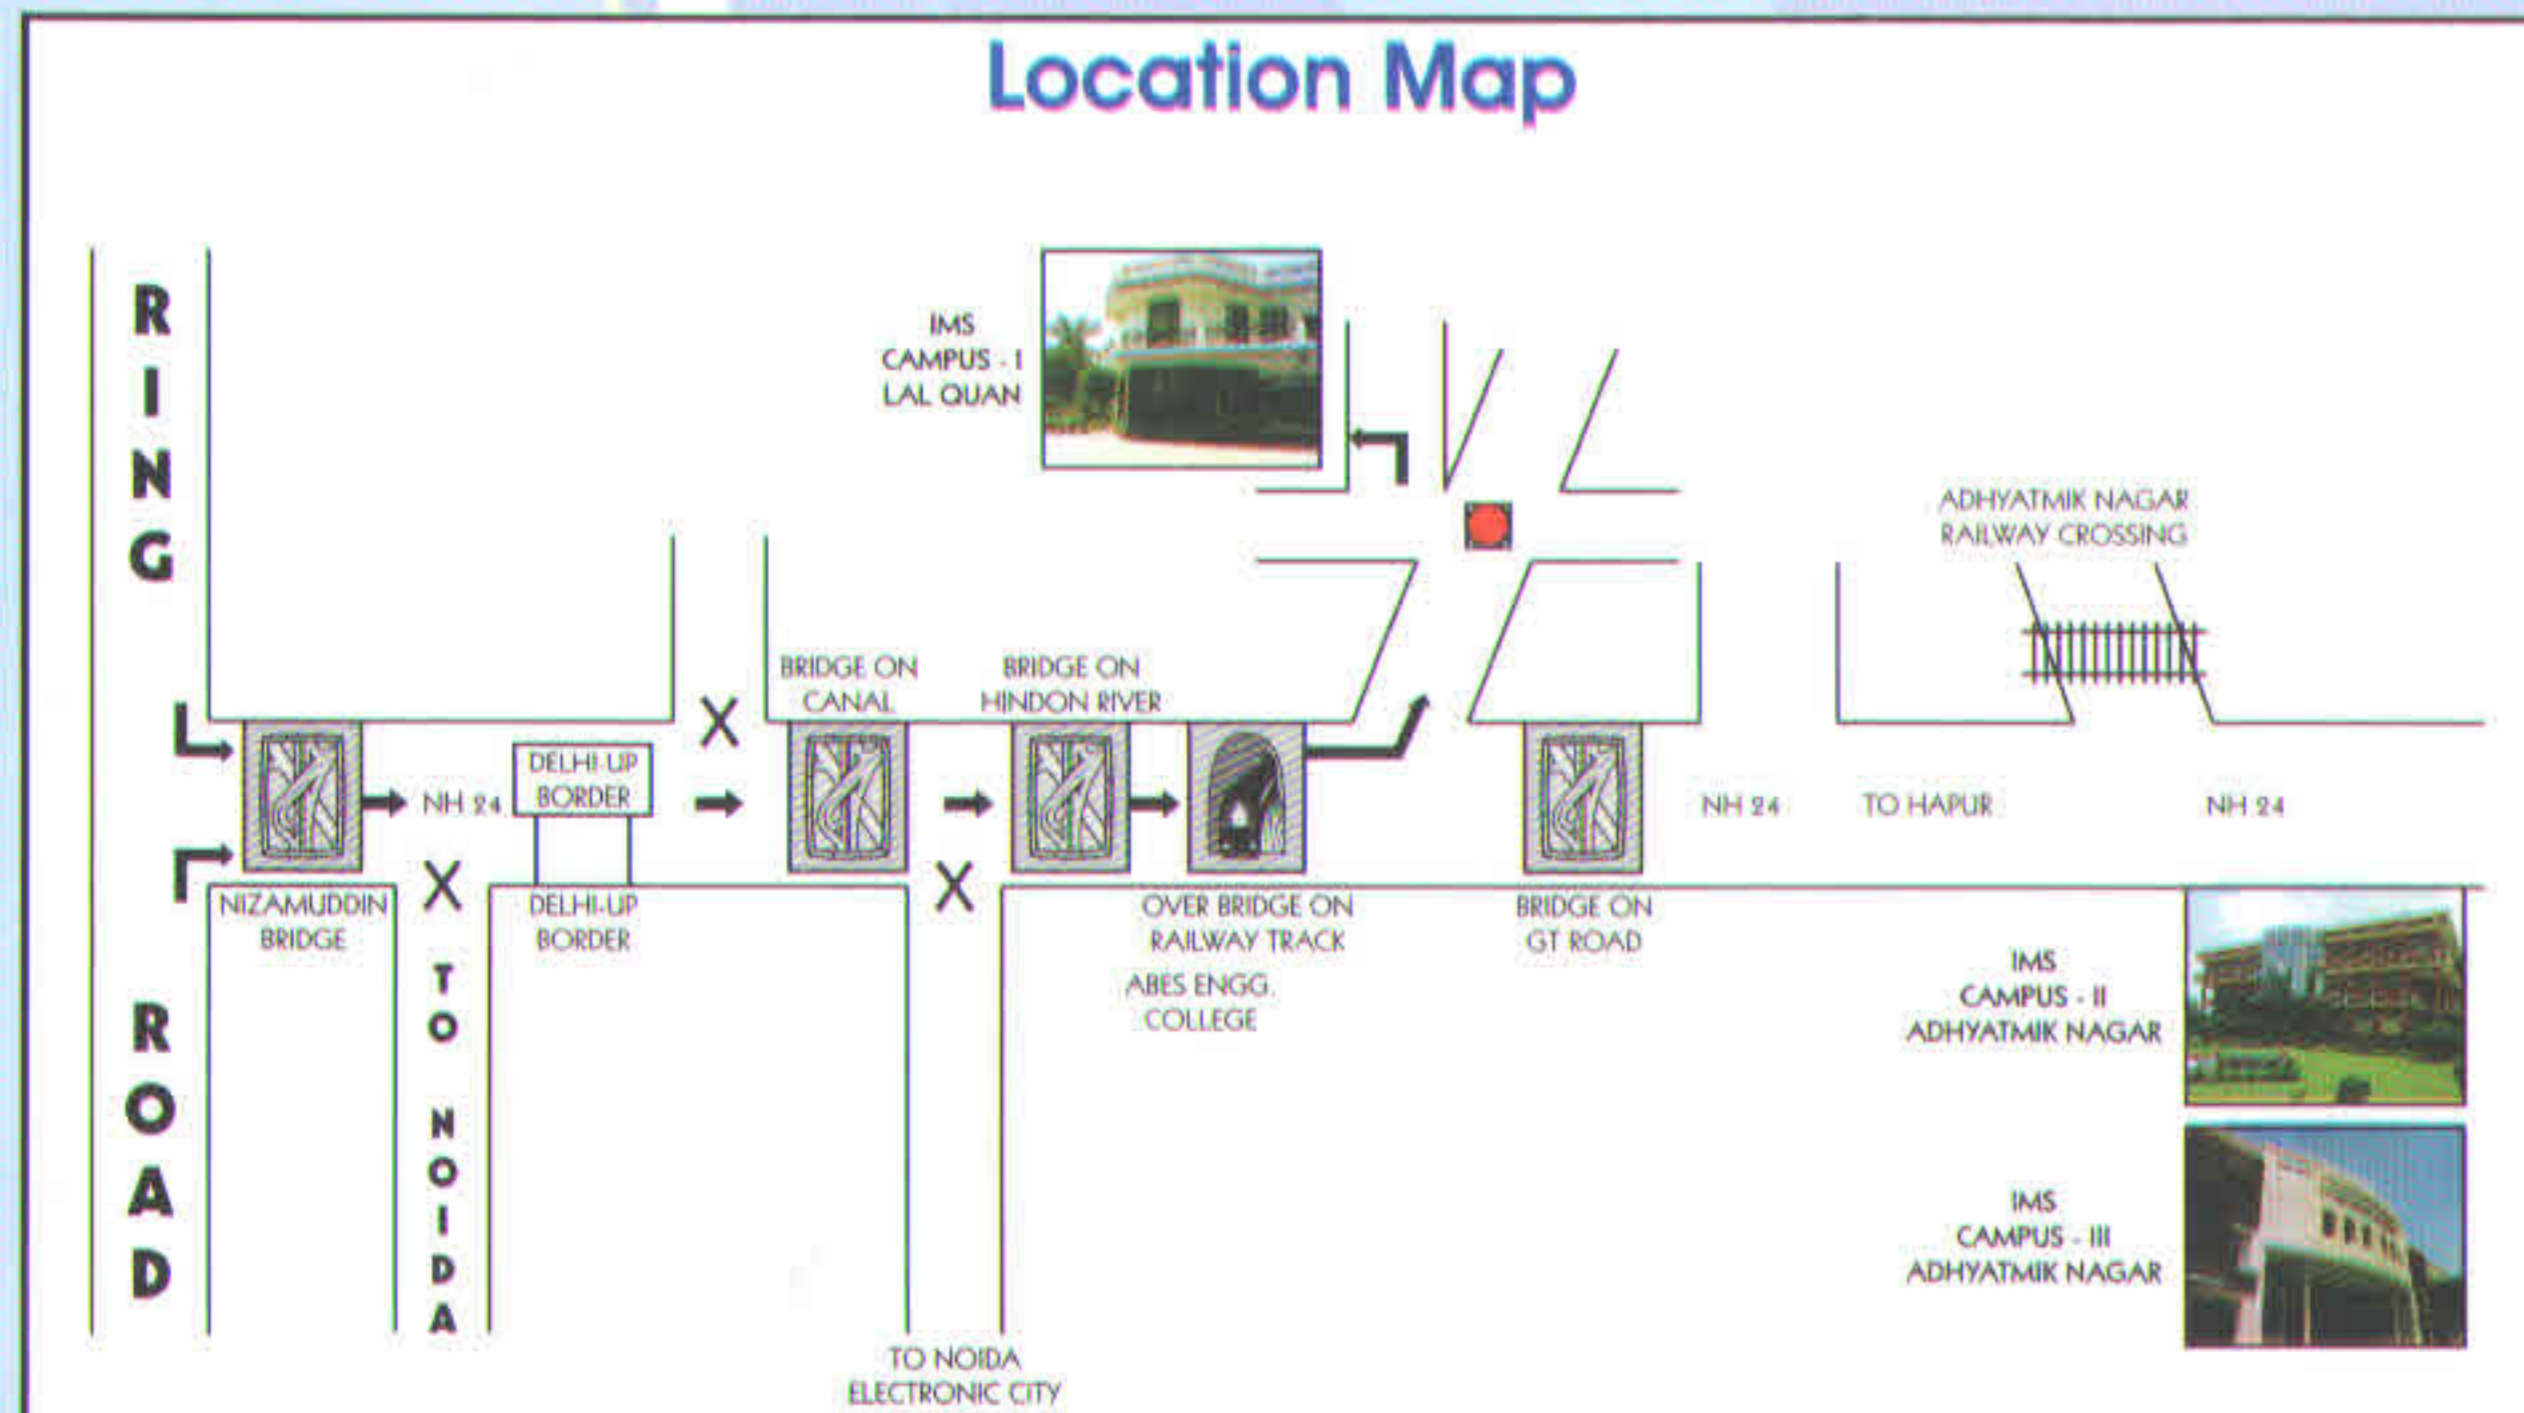 Location Map
RING
ROAD
IMS
CAMPUS - I
LAL QUAN
ADHYATMIK NAGAR
RAILWAY CROSSING
BRIDGE ON
CANAL
BRIDGE ON
HINDON RIVER
DELHI-UP
BORDER
NH 24
NH 24
TO HAPUR
NH 24
NIZAMUDDIN
BRIDGE
DELHI-UP
BORDER
OVER BRIDGE ON
RAILWAY TRACK
BRIDGE ON
GT ROAD
ABES ENGG.
COLLEGE
TO NOIDA
IMS
CAMPUS - II
ADHYATMIK NAGAR
IMS
CAMPUS - III
ADHYATMIK NAGAR
TO NOIDA
ELECTRONIC CITY